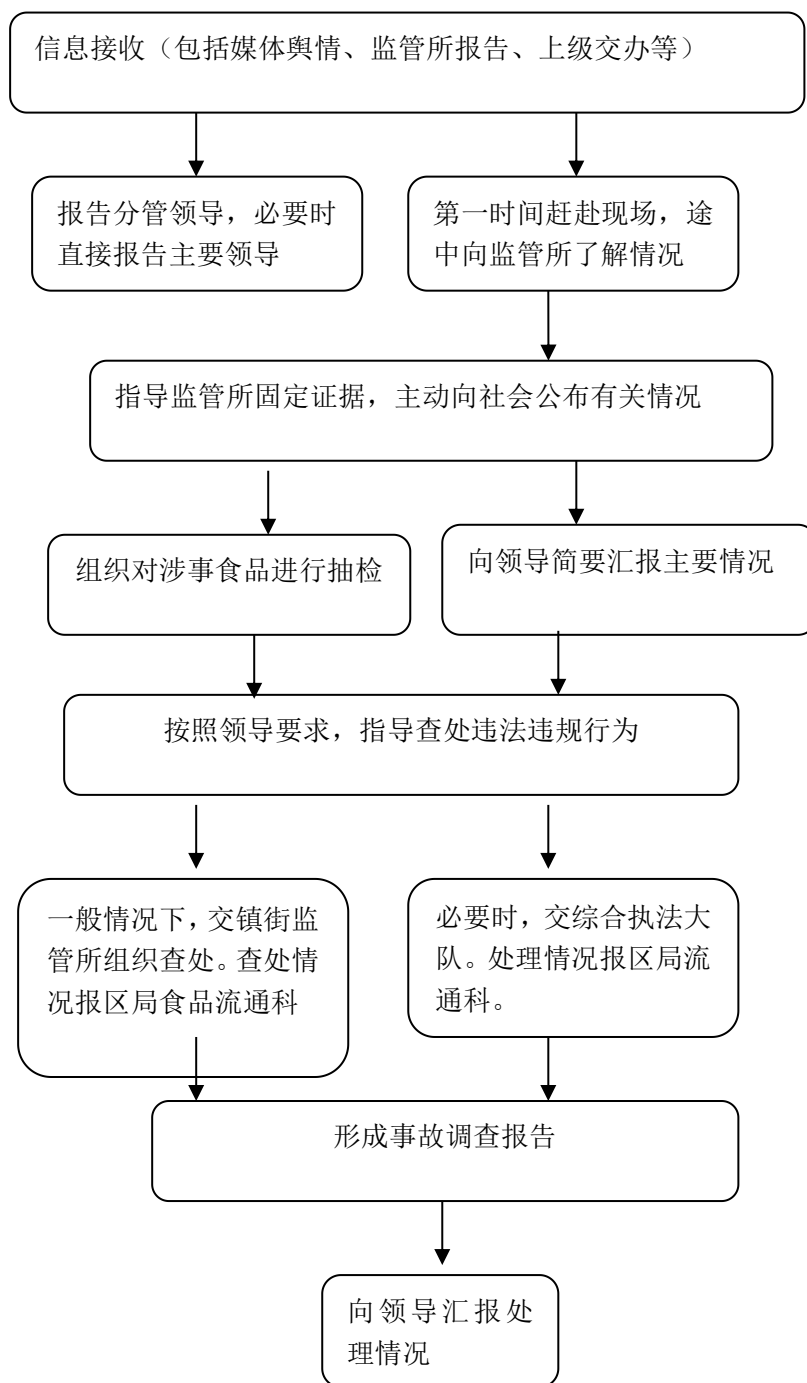 信息接收（包括媒体舆情、监管所报告、上级交办等）
报告分管领导，必要时
直接报告主要领导
第一时间赶赴现场，途
中向监管所了解情况
指导监管所固定证据，主动向社会公布有关情况
组织对涉事食品进行抽检
向领导简要汇报主要情况
按照领导要求，指导查处违法违规行为
一般情况下，交镇街监
管所组织查处。查处情
况报区局食品流通科
必要时，交综合执法大
队。处理情况报区局流
通科。
形成事故调查报告
向领导汇报处
理情况